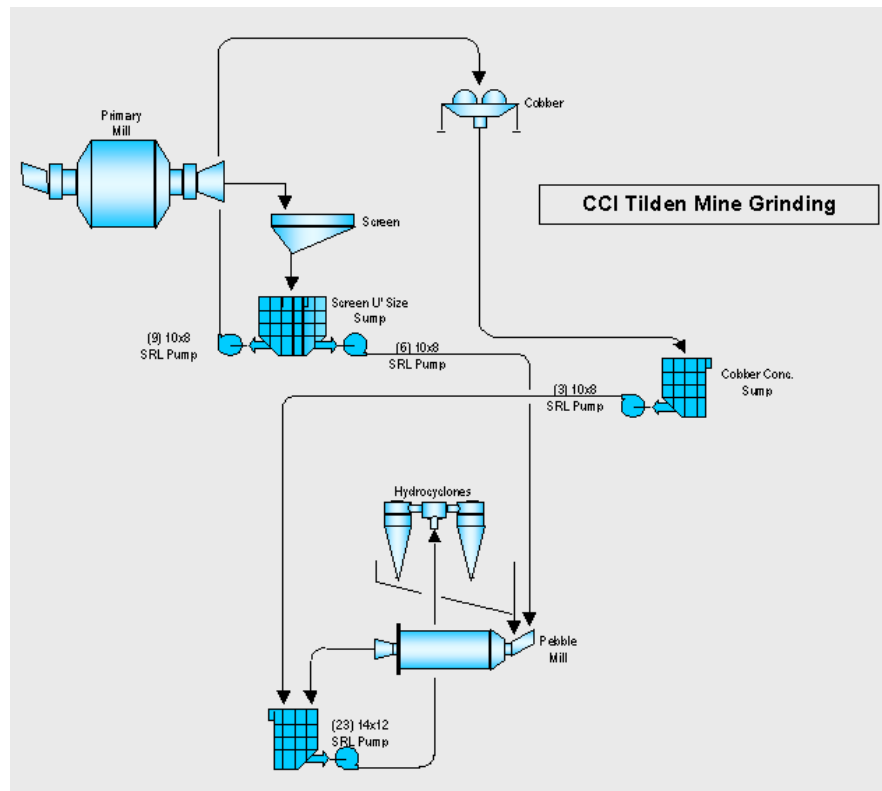 Primary
Mill
Cobber
CCI Tilden Mine Grinding
Screen
Screen U' Size
Sump
(9) 10x8
SRL Pump
(6) 10x8
SRL Pump
Cobber Conc.
Sump
(3) 10x8
SRL Pump
Hydrocyclones
Pebble
Mill
(23) 14x12
SRL Pump